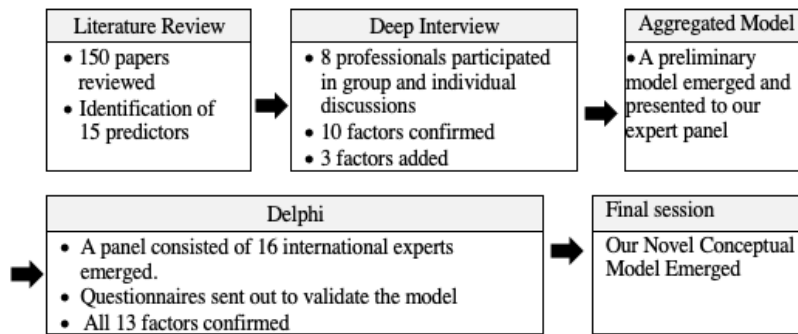 Literature Review
• 150 papers
reviewed
• Identification of
15 predictors
Deep Interview
• 8 professionals participated
in group and individual
discussions
• 10 factors confirmed
• 3 factors added
Aggregated Model
• A preliminary
model emerged and
presented to our
expert panel
Delphi
• A panel consisted of 16 international experts
emerged.
• Questionnaires sent out to validate the model
• All 13 factors confirmed
Final session
Our Novel Conceptual
Model Emerged